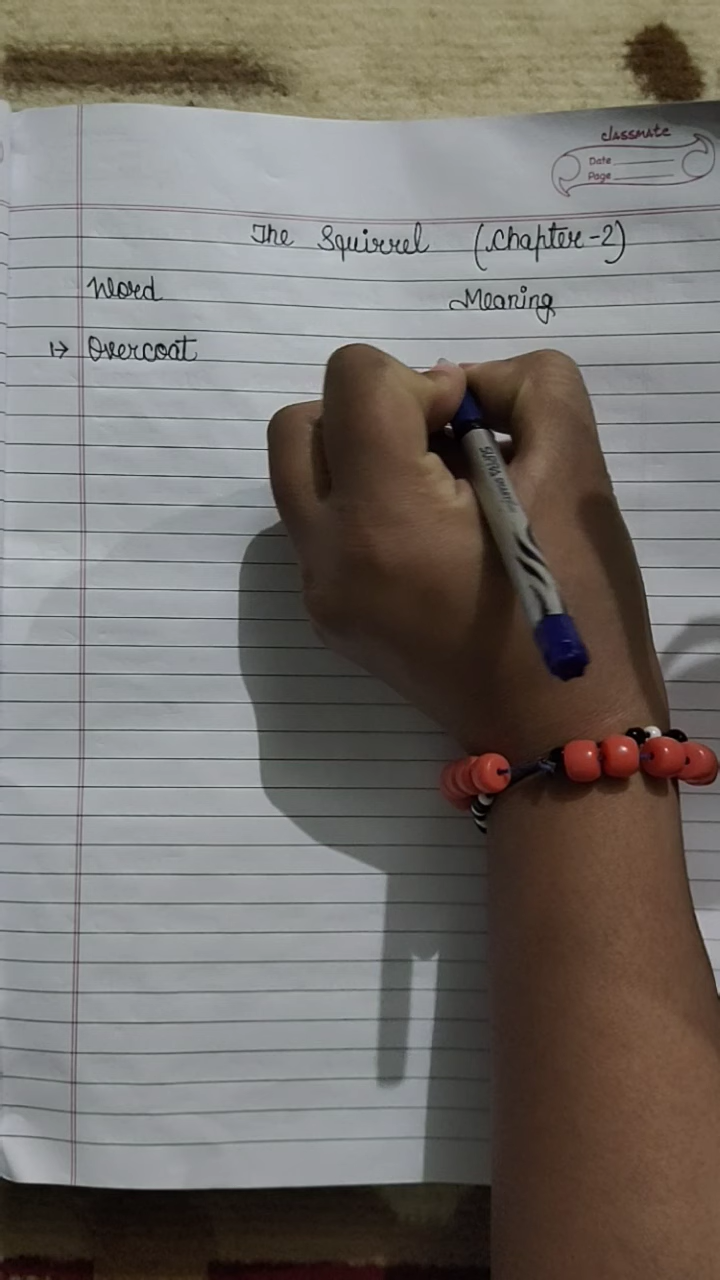 classmate
Date
Page
The Squirrel (Chapter-2)
Word Meaning
1→ Overcoat